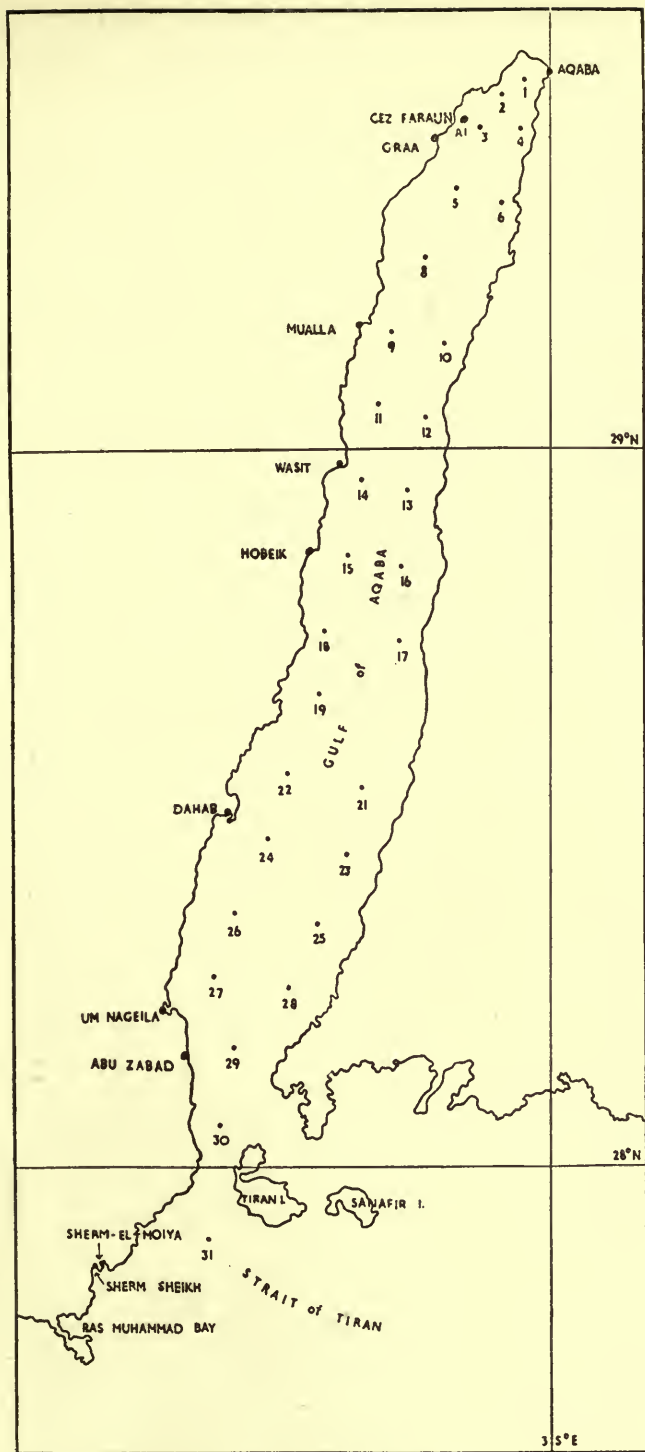 AQABA
1
2
GEZ FARAUN
A1
3
4
GRAA
5
6
8
MUALLA
9
10
11
12
29°N
WASIT
14
13
HOBEIK
15
16
GULF of AQABA
18
17
19
22
21
DAHAB
24
23
26
25
27
28
UM NAGEILA
ABU ZABAD
29
30
28°N
TIRAN I.
SANAFIR I.
SHERM-EL-MOIYA
31
SHERM SHEIKH
STRAIT of TIRAN
RAS MUHAMMAD BAY
35°E